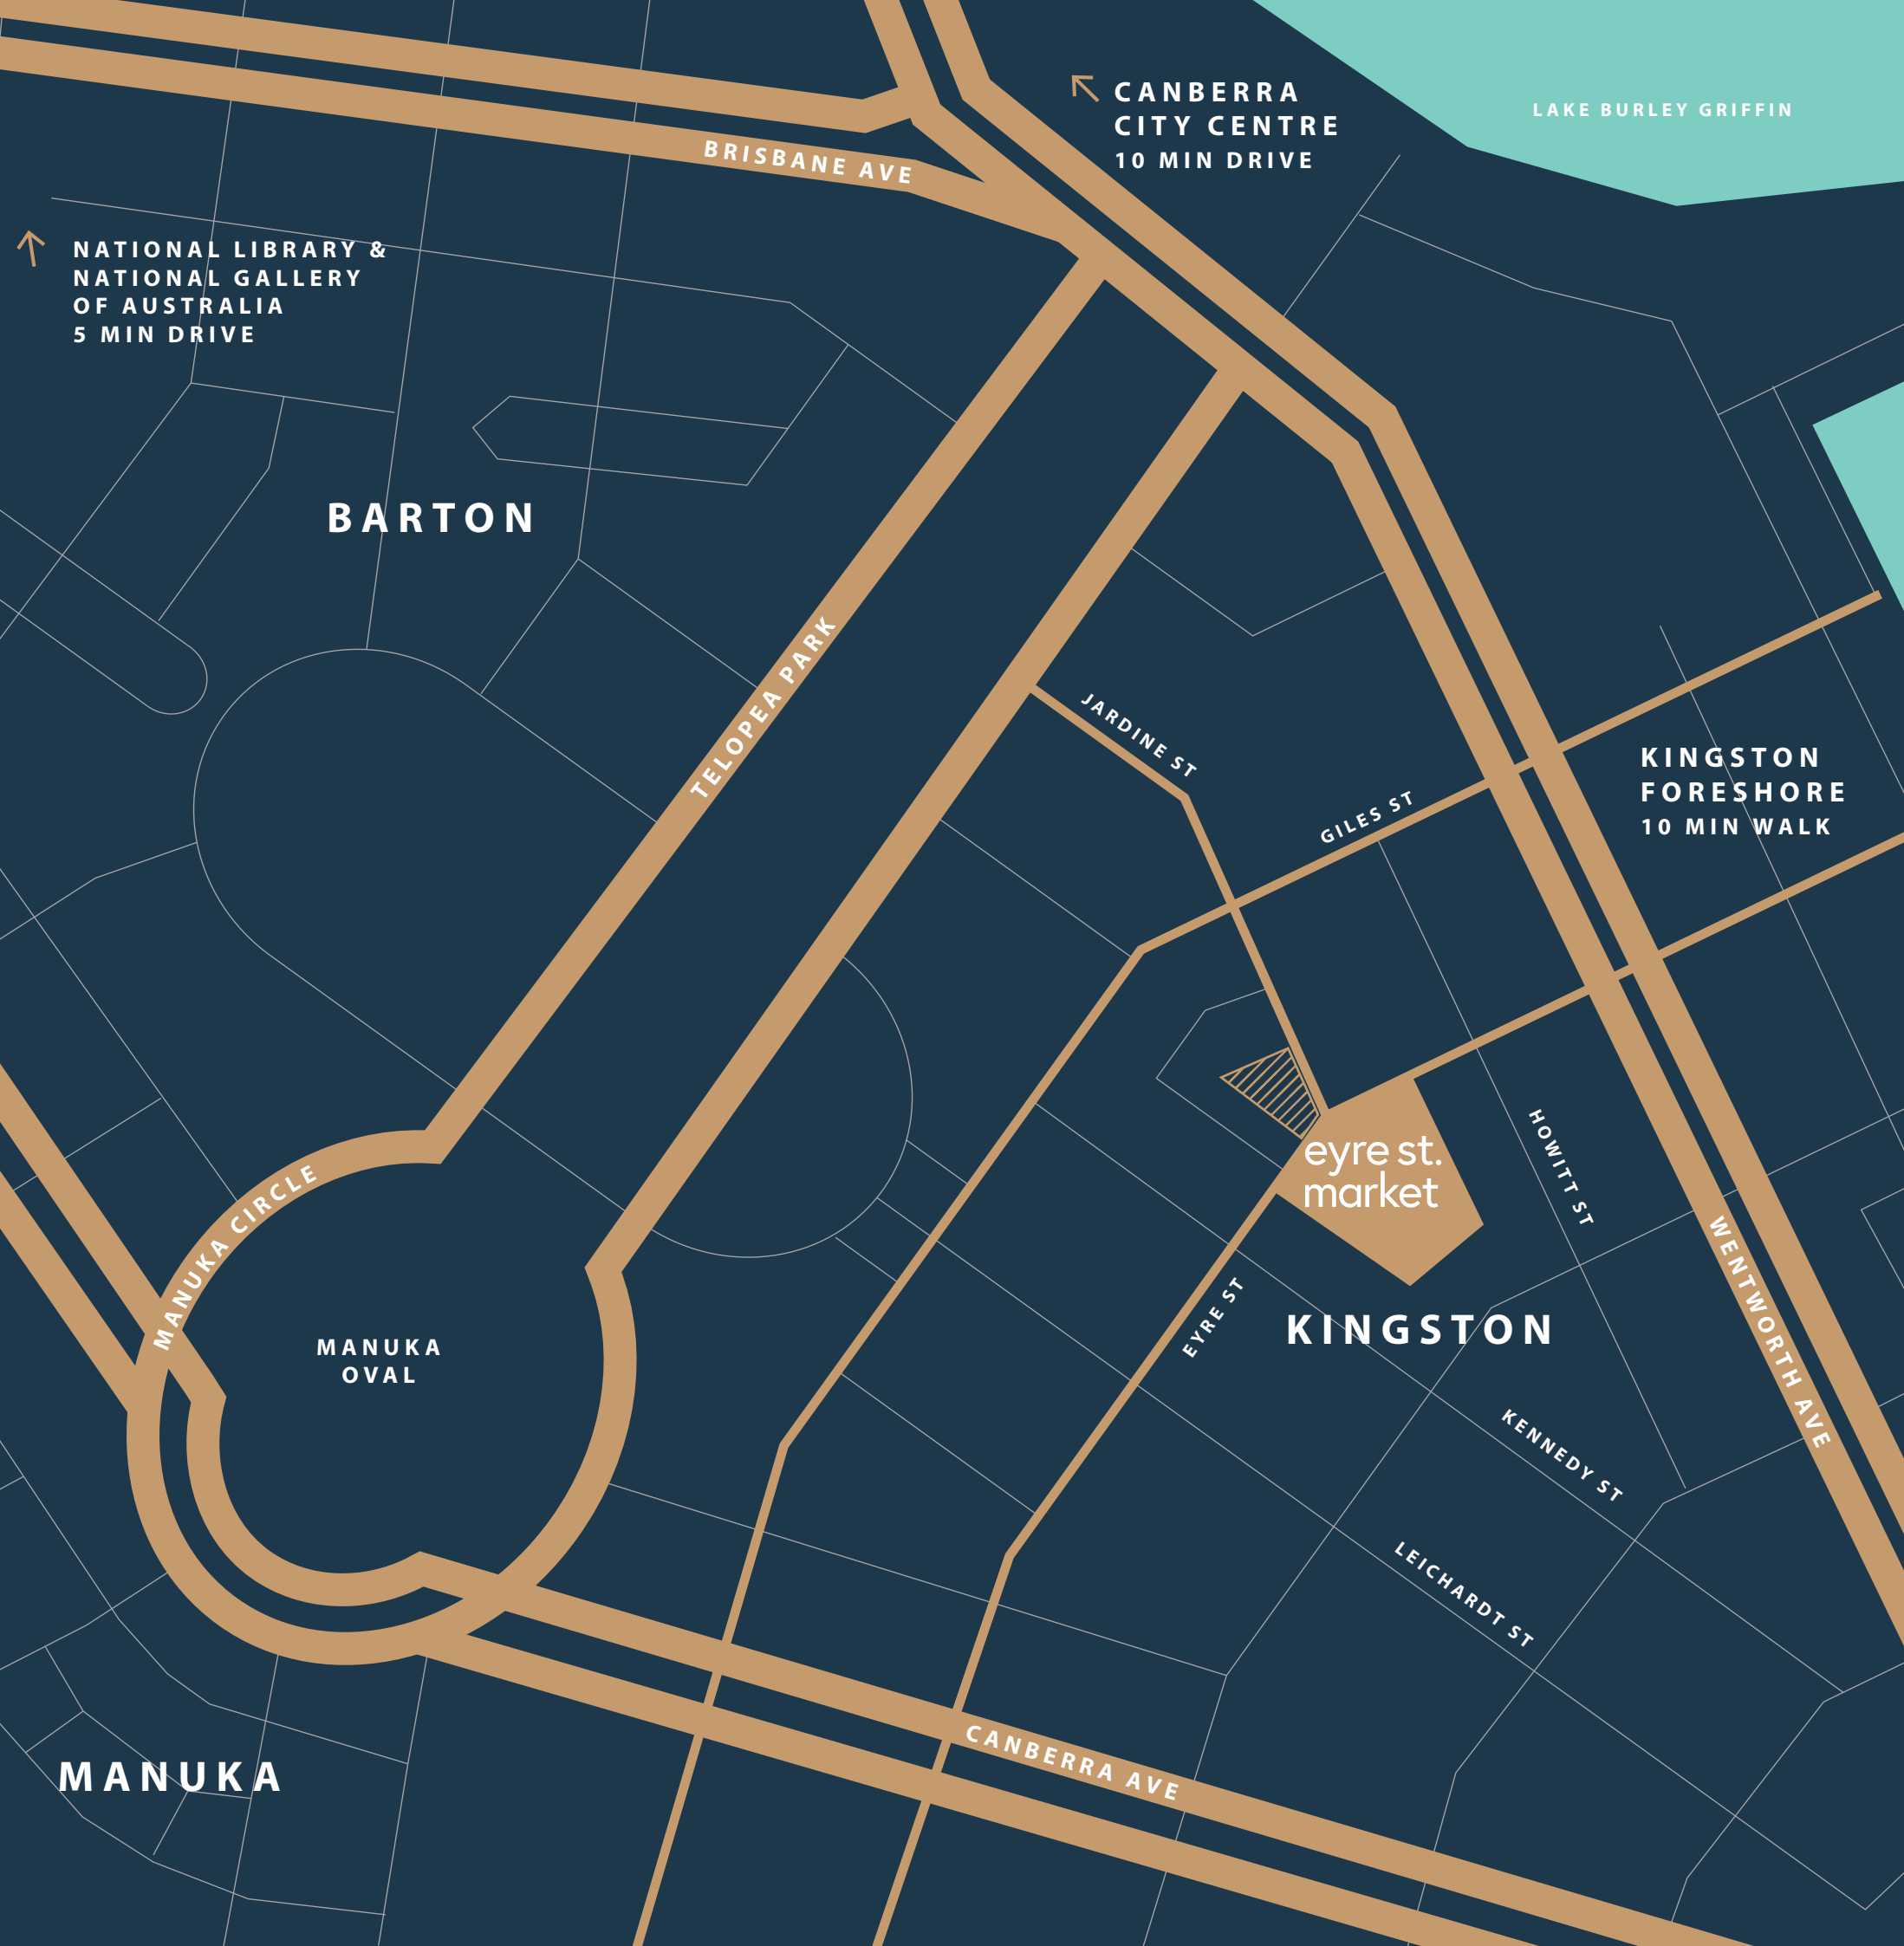 CANBERRA
CITY CENTRE
10 MIN DRIVE
LAKE BURLEY GRIFFIN
BRISBANE AVE
NATIONAL LIBRARY &
NATIONAL GALLERY
OF AUSTRALIA
5 MIN DRIVE
BARTON
TELOPEA PARK
JARDINE ST
GILES ST
KINGSTON
FORESHORE
10 MIN WALK
eyre st.
market
HOWITT ST
MANUKA CIRCLE
MANUKA
OVAL
EYRE ST
KINGSTON
WENTWORTH AVE
KENNEDY ST
LEICHARDT ST
MANUKA
CANBERRA AVE